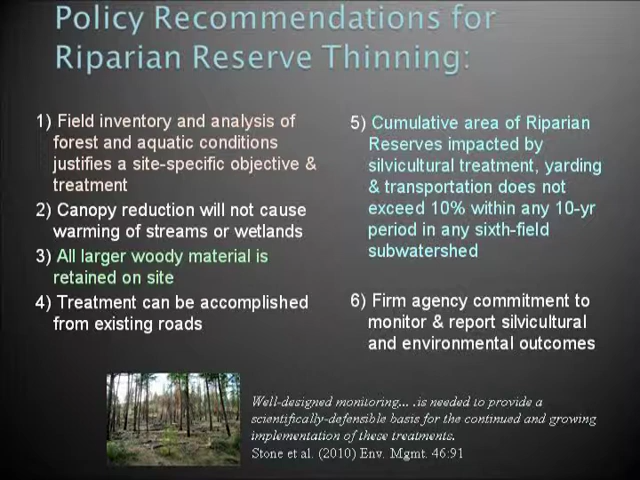 Policy Recommendations for
Riparian Reserve Thinning:
1) Field inventory and analysis of
forest and aquatic conditions
justifies a site-specific objective &
treatment
2) Canopy reduction will not cause
warming of streams or wetlands
3) All larger woody material is
retained on site
4) Treatment can be accomplished
from existing roads
5) Cumulative area of Riparian
Reserves impacted by
silvicultural treatment, yarding
& transportation does not
exceed 10% within any 10-yr
period in any sixth-field
subwatershed
6) Firm agency commitment to
monitor & report silvicultural
and environmental outcomes
Well-designed monitoring... .is needed to provide a
scientifically-defensible basis for the continued and growing
implementation of these treatments.
Stone et al. (2010) Env. Mgmt. 46:91